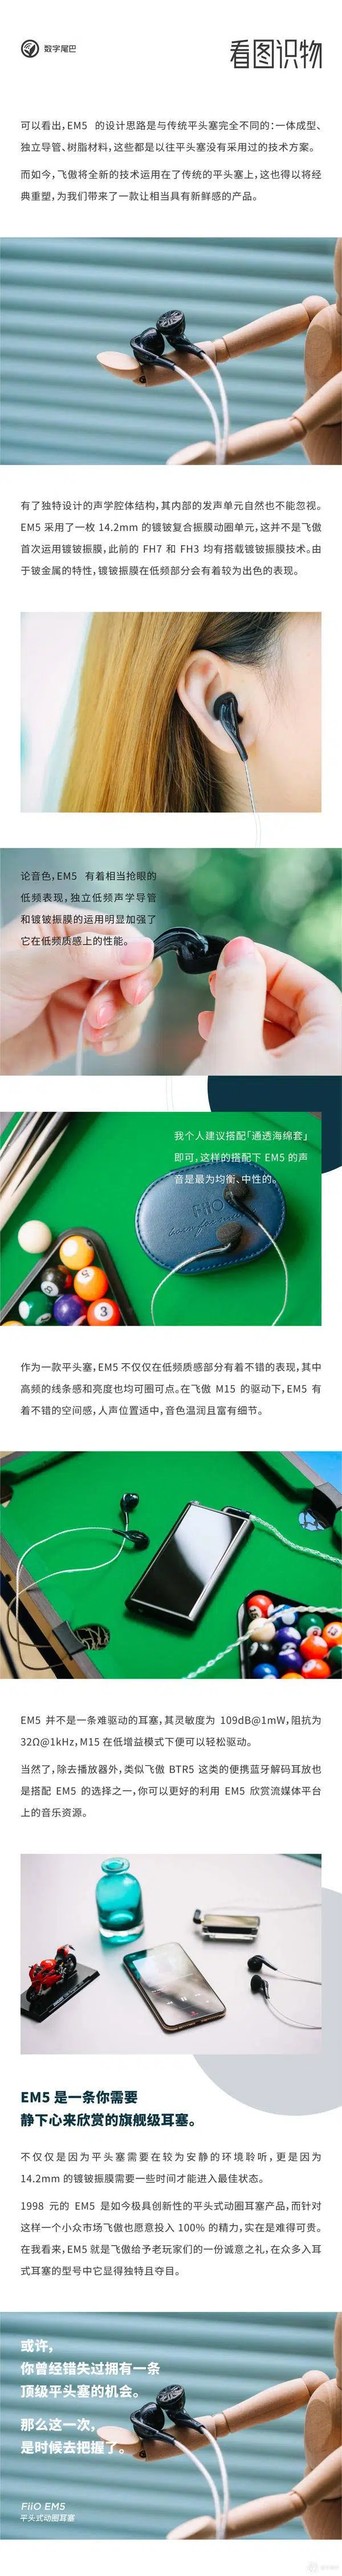 数字尾巴
看图识物
可以看出，EM5 的设计思路是与传统平头塞完全不同的：一体成型、
独立导管、树脂材料，这些都是以往平头塞没有采用过的技术方案。
而如今，飞傲将全新的技术运用在了传统的平头塞上，这也得以将经
典重塑，为我们带来了一款让相当具有新鲜感的产品。
有了独特设计的声学腔体结构，其内部的发声单元自然也不能忽视。
EM5 采用了一枚 14.2mm 的镀铍复合振膜动圈单元，这并不是飞傲
首次运用镀铍振膜，此前的 FH7 和 FH3 均有搭载镀铍振膜技术。由
于铍金属的特性，镀铍振膜在低频部分会有着较为出色的表现。
论音色，EM5 有着相当抢眼的
低频表现，独立低频声学导管
和镀铍振膜的运用明显加强了
它在低频质感上的性能。
我个人建议搭配「通透海绵套」
即可，这样的搭配下 EM5 的声
音是最为均衡、中性的。
FiiO
3
作为一款平头塞，EM5 不仅仅在低频质感部分有着不错的表现，其中
高频的线条感和亮度也均可圈可点。在飞傲 M15 的驱动下，EM5 有
着不错的空间感，人声位置适中，音色温润且富有细节。
EM5 并不是一条难驱动的耳塞，其灵敏度为 109dB@1mW，阻抗为
32Ω@1kHz，M15 在低增益模式下便可以轻松驱动。
当然了，除去播放器外，类似飞傲 BTR5 这类的便携蓝牙解码耳放也
是搭配 EM5 的选择之一，你可以更好的利用 EM5 欣赏流媒体平台
上的音乐资源。
EM5 是一条你需要
静下心来欣赏的旗舰级耳塞。
不仅仅是因为平头塞需要在较为安静的环境聆听，更是因为
14.2mm 的镀铍振膜需要一些时间才能进入最佳状态。
1998 元的 EM5 是如今极具创新性的平头式动圈耳塞产品，而针对
这样一个小众市场飞傲也愿意投入 100% 的精力，实在是难得可贵。
在我看来，EM5 就是飞傲给予老玩家们的一份诚意之礼，在众多入耳
式耳塞的型号中它显得独特且夺目。
或许，
你曾经错失过拥有一条
顶级平头塞的机会。
那么这一次，
是时候去把握了。
FiiO EM5
平头式动圈耳塞